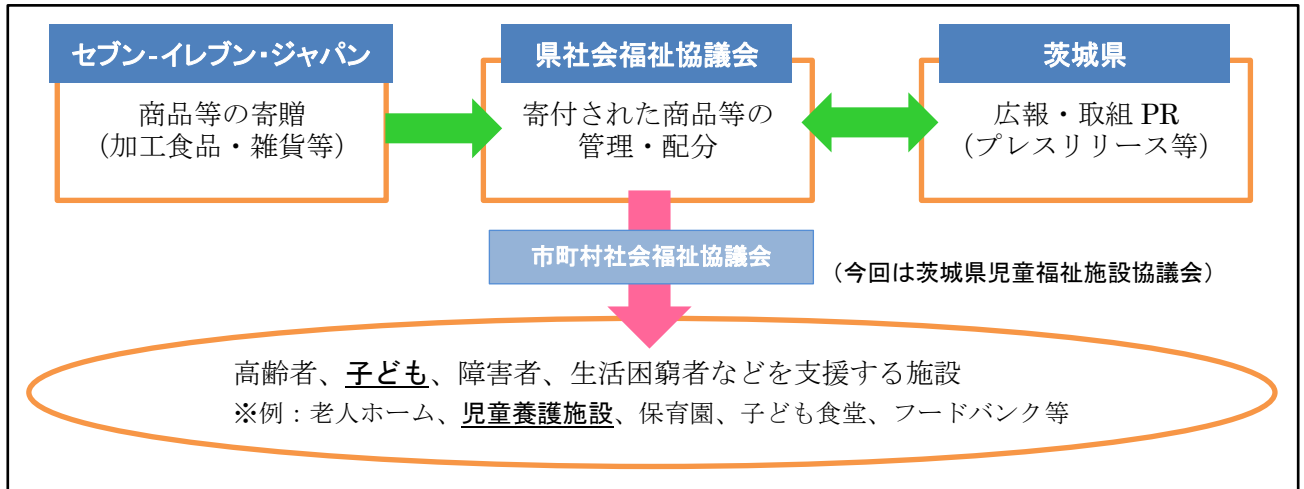 セブン-イレブン・ジャパン
商品等の寄贈
（加工食品・雑貨等）
県社会福祉協議会
寄付された商品等の
管理・配分
茨城県
広報・取組 PR
（プレスリリース等）
市町村社会福祉協議会
（今回は茨城県児童福祉施設協議会）
高齢者、子ども、障害者、生活困窮者などを支援する施設
※例：老人ホーム、児童養護施設、保育園、子ども食堂、フードバンク等